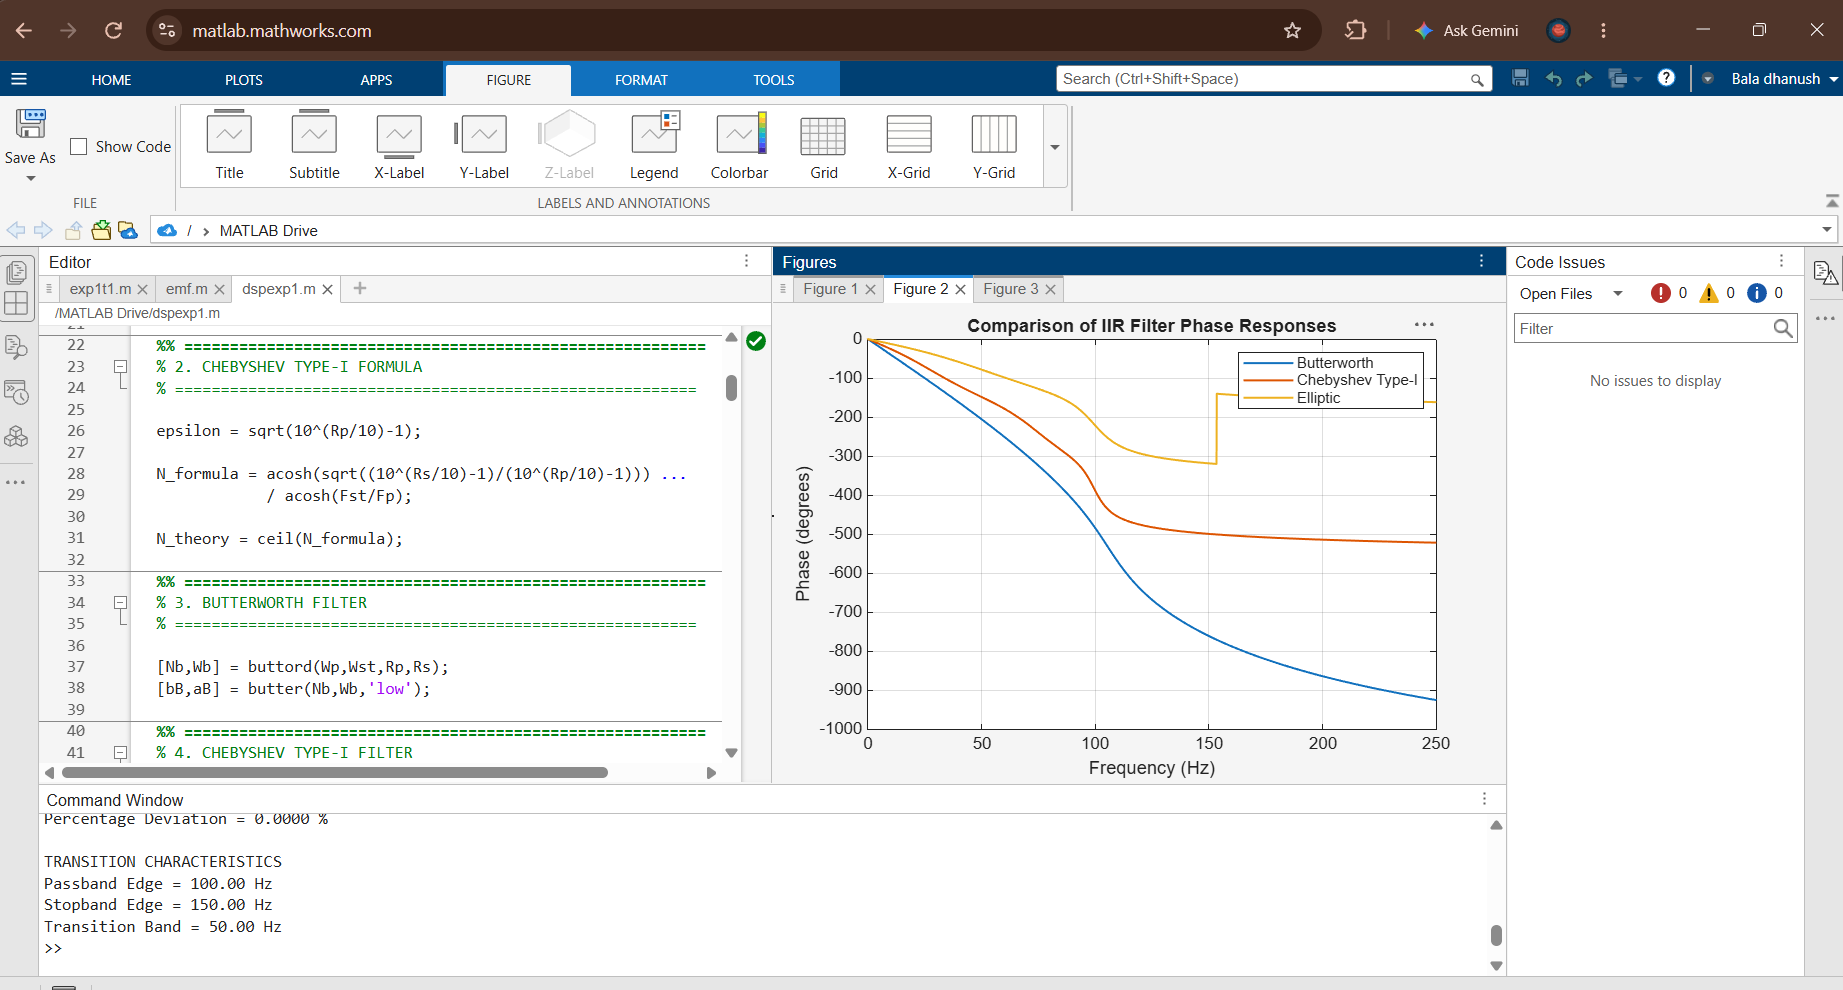 matlab.mathworks.com
Ask Gemini
HOME PLOTS APPS FIGURE FORMAT TOOLS
Search (Ctrl+Shift+Space)
Bala dhanush
Save As
Show Code
Title Subtitle X-Label Y-Label Z-Label Legend Colorbar Grid X-Grid Y-Grid
FILE
LABELS AND ANNOTATIONS
/ > MATLAB Drive
Editor
exp1t1.m emf.m dspexp1.m
/MATLAB Drive/dspexp1.m
21
22 %% =========================================================
23 % 2. CHEBYSHEV TYPE-I FORMULA
24 % =========================================================
25
26 epsilon = sqrt(10^(Rp/10)-1);
27
28 N_formula = acosh(sqrt((10^(Rs/10)-1)/(10^(Rp/10)-1))) ...
29 / acosh(Fst/Fp);
30
31 N_theory = ceil(N_formula);
32
33 %% =========================================================
34 % 3. BUTTERWORTH FILTER
35 % =========================================================
36
37 [Nb,Wb] = buttord(Wp,Wst,Rp,Rs);
38 [bB,aB] = butter(Nb,Wb,'low');
39
40 %% =========================================================
41 % 4. CHEBYSHEV TYPE-I FILTER
Figures
Figure 1 Figure 2 Figure 3
Comparison of IIR Filter Phase Responses
Butterworth
Chebyshev Type-I
Elliptic
Phase (degrees)
0
-100
-200
-300
-400
-500
-600
-700
-800
-900
-1000
0 50 100 150 200 250
Frequency (Hz)
Code Issues
Open Files 0 0 0
Filter
No issues to display
Command Window
Percentage Deviation = 0.0000 %
TRANSITION CHARACTERISTICS
Passband Edge = 100.00 Hz
Stopband Edge = 150.00 Hz
Transition Band = 50.00 Hz
>>